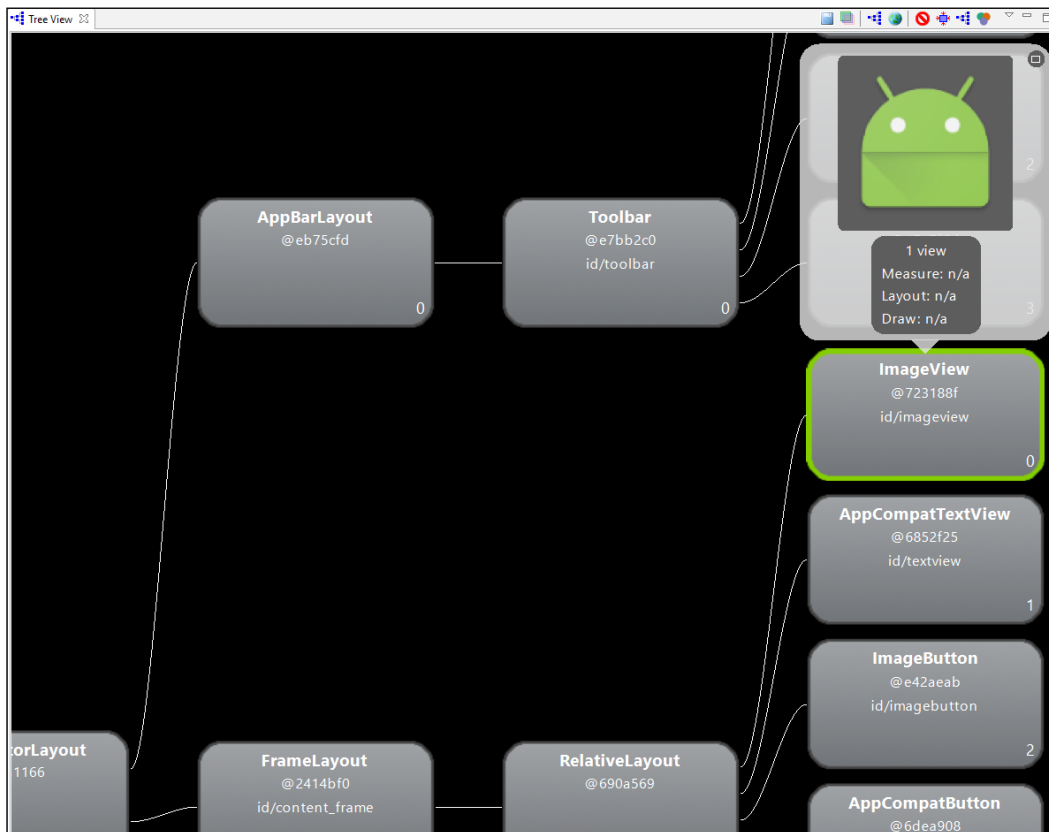 Tree View
2
AppBarLayout
@eb75cfd
0
Toolbar
@e7bb2c0
id/toolbar
0
1 view
Measure: n/a
Layout: n/a
Draw: n/a
3
ImageView
@723188f
id/imageview
0
AppCompatTextView
@6852f25
id/textview
1
ImageButton
@e42aeab
id/imagebutton
2
torLayout
1166
FrameLayout
@2414bf0
id/content_frame
RelativeLayout
@690a569
AppCompatButton
@6dea908